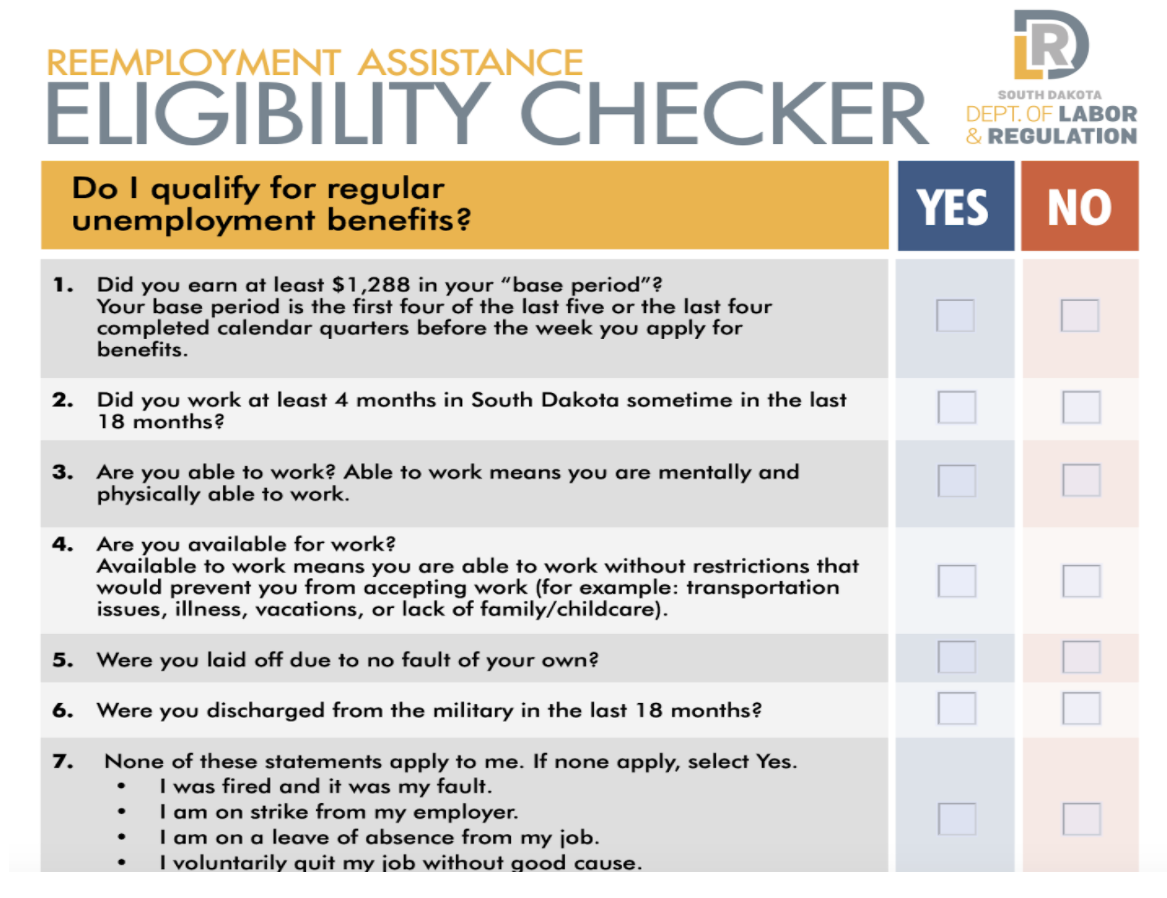 REEMPLOYMENT ASSISTANCE
ELIGIBILITY CHECKER
LRD
SOUTH DAKOTA
DEPT. OF LABOR
& REGULATION
Do I qualify for regular
unemployment benefits?
YES
NO
1. Did you earn at least $1,288 in your “base period”?
Your base period is the first four of the last five or the last four
completed calendar quarters before the week you apply for
benefits.
2. Did you work at least 4 months in South Dakota sometime in the last
18 months?
3. Are you able to work? Able to work means you are mentally and
physically able to work.
4. Are you available for work?
Available to work means you are able to work without restrictions that
would prevent you from accepting work (for example: transportation
issues, illness, vacations, or lack of family/childcare).
5. Were you laid off due to no fault of your own?
6. Were you discharged from the military in the last 18 months?
7. None of these statements apply to me. If none apply, select Yes.
• I was fired and it was my fault.
• I am on strike from my employer.
• I am on a leave of absence from my job.
• I voluntarily quit my job without good cause.